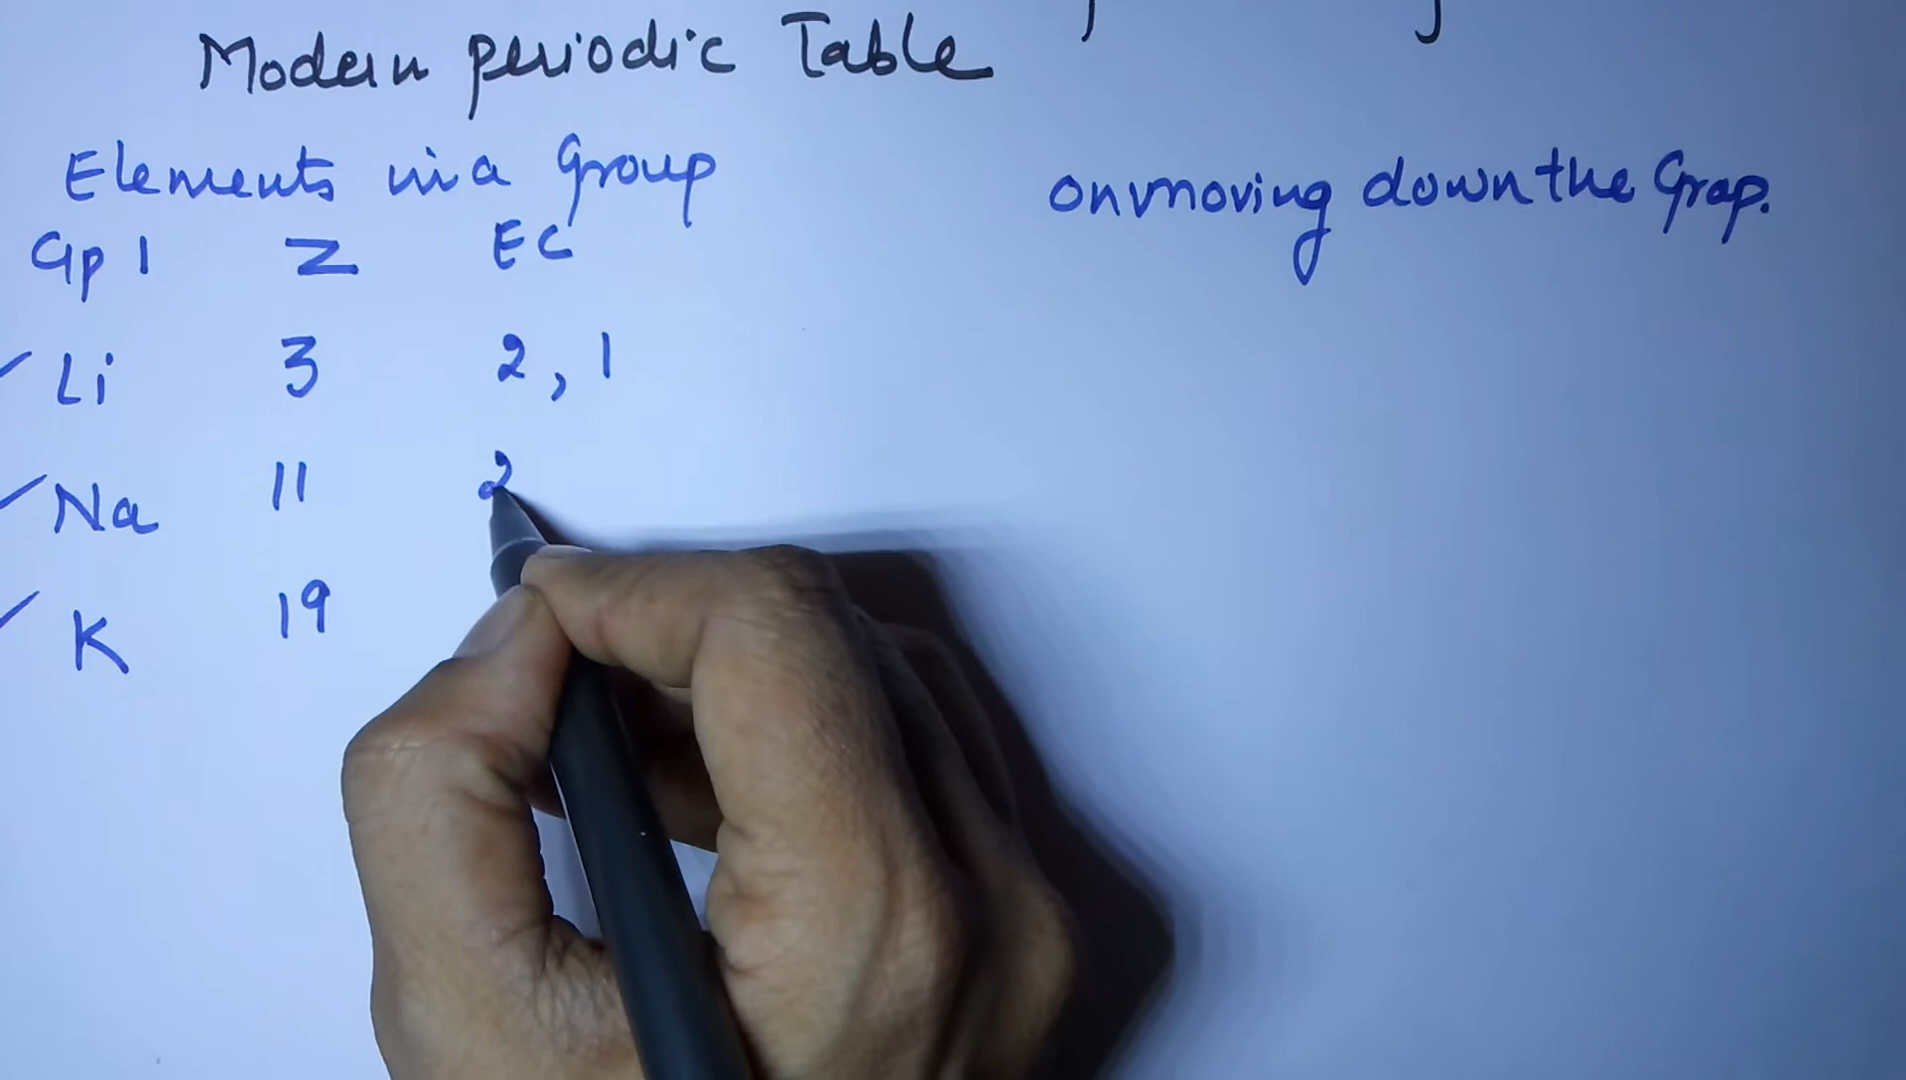 Modern periodic Table
Elements in a Group
on moving down the Group.
Gp 1 Z EC
Li 3 2, 1
Na 11 2
K 19